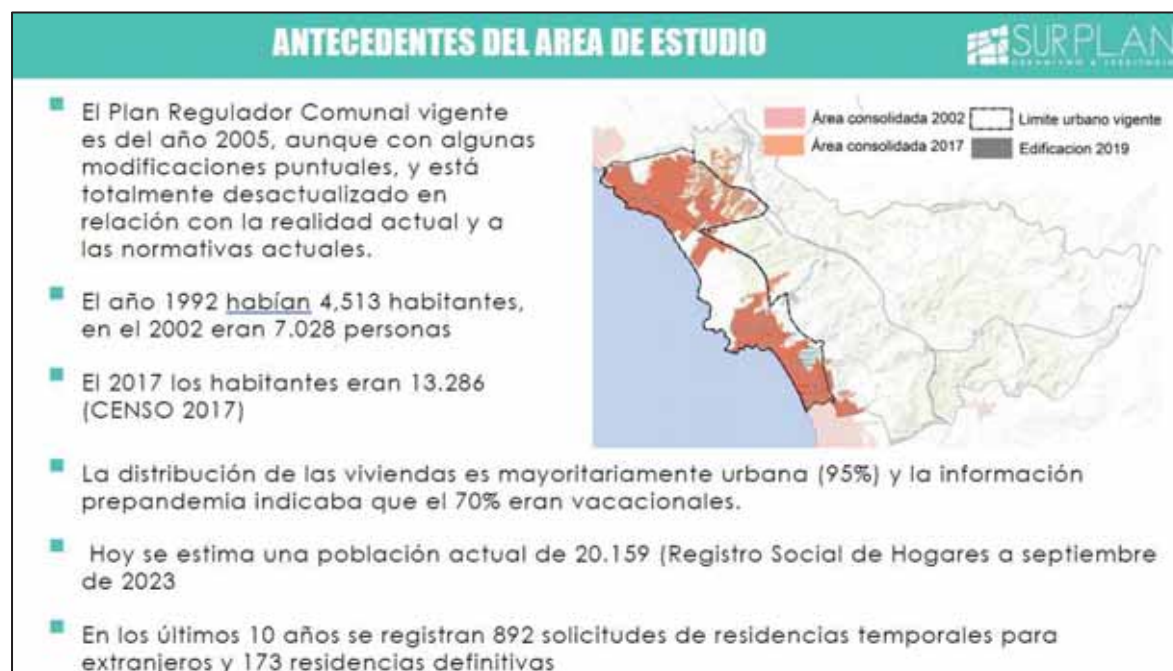 ANTECEDENTES DEL AREA DE ESTUDIO
SURPLAN
URBANISMO & TERRITORIO
El Plan Regulador Comunal vigente
es del año 2005, aunque con algunas
modificaciones puntuales, y está
totalmente desactualizado en
relación con la realidad actual y a
las normativas actuales.
El año 1992 habían 4,513 habitantes,
en el 2002 eran 7.028 personas
El 2017 los habitantes eran 13.286
(CENSO 2017)
Área consolidada 2002
Limite urbano vigente
Área consolidada 2017
Edificacion 2019
La distribución de las viviendas es mayoritariamente urbana (95%) y la información
prepandemia indicaba que el 70% eran vacacionales.
Hoy se estima una población actual de 20.159 (Registro Social de Hogares a septiembre
de 2023
En los últimos 10 años se registran 892 solicitudes de residencias temporales para
extranjeros y 173 residencias definitivas